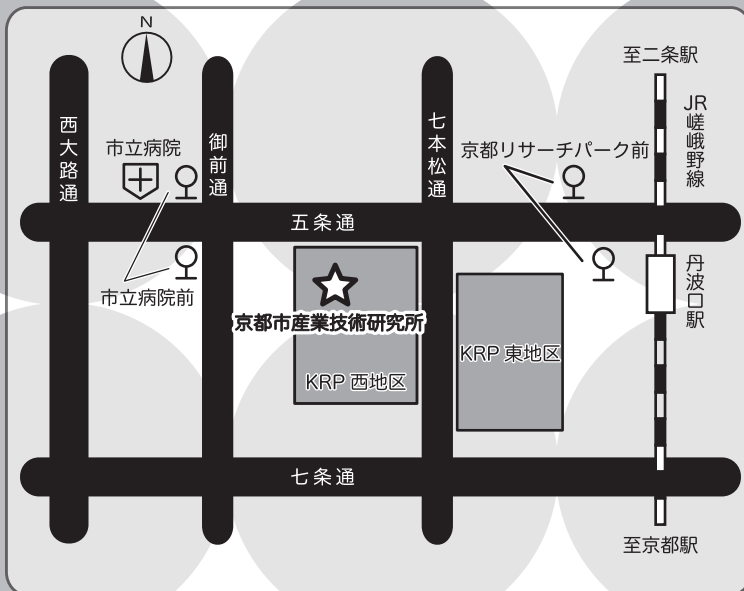 N
至二条駅
西大路通
御前通
七本松通
JR嵯峨野線
市立病院
京都リサーチパーク前
五条通
丹波口駅
市立病院前
京都市産業技術研究所
KRP 東地区
KRP 西地区
七条通
至京都駅